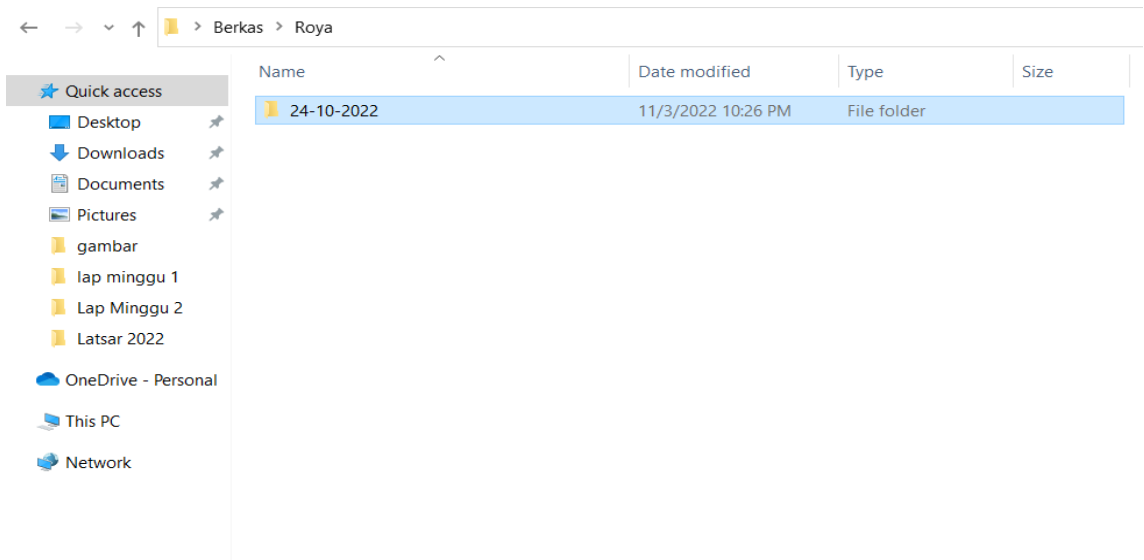 Berkas > Roya
Name Date modified Type Size
24-10-2022 11/3/2022 10:26 PM File folder
Quick access
Desktop
Downloads
Documents
Pictures
gambar
lap minggu 1
Lap Minggu 2
Latsar 2022
OneDrive - Personal
This PC
Network